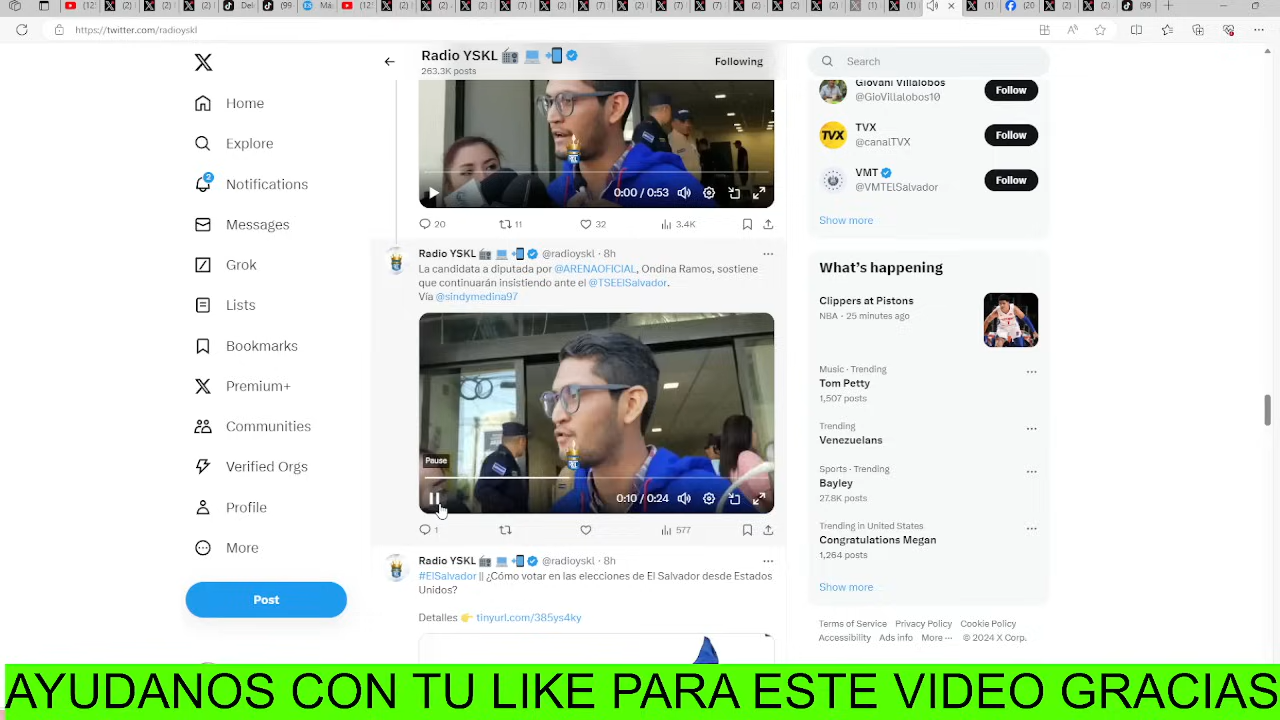 https://twitter.com/radioyskl
Home
Explore
2
Notifications
Messages
Grok
Lists
Bookmarks
Premium+
Communities
Verified Orgs
Profile
More
Post
Radio YSKL
263.3K posts
Following
0:00 / 0:53
20
11
32
3.4K
Radio YSKL @radioyskl · 8h
La candidata a diputada por @ARENAOFICIAL, Ondina Ramos, sostiene
que continuarán insistiendo ante el @TSEElSalvador.
Vía @sindymedina97
Pause
0:10 / 0:24
1
577
Radio YSKL @radioyskl · 8h
#ElSalvador || ¿Cómo votar en las elecciones de El Salvador desde Estados
Unidos?
Detalles 👉 tinyurl.com/385ys4ky
Search
Giovani Villalobos
@GioVillalobos10
Follow
TVX
TVX
@canalTVX
Follow
VMT
@VMTElSalvador
Follow
Show more
What's happening
Clippers at Pistons
NBA · 25 minutes ago
Music · Trending
Tom Petty
1,507 posts
Trending
Venezuelans
Sports · Trending
Bayley
27.8K posts
Trending in United States
Congratulations Megan
1,264 posts
Show more
Terms of Service Privacy Policy Cookie Policy
Accessibility Ads info More ··· © 2024 X Corp.
AYUDANOS CON TU LIKE PARA ESTE VIDEO GRACIAS